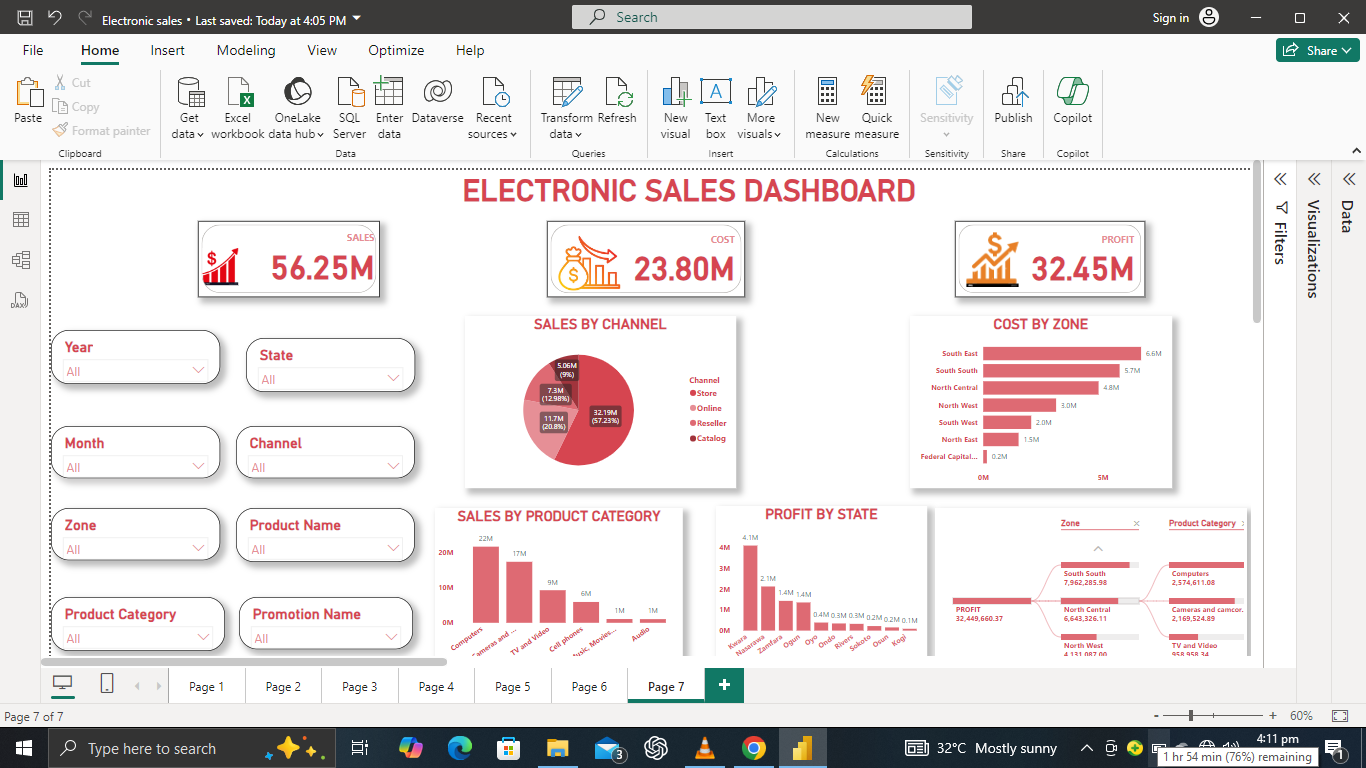 Electronic sales • Last saved: Today at 4:05 PM
Search
Sign in
File Home Insert Modeling View Optimize Help
Share
Paste
Cut
Copy
Format painter
Clipboard
Get data
Excel workbook
OneLake data hub
SQL Server
Enter data
Dataverse
Recent sources
Data
Transform data
Refresh
Queries
New visual
Text box
More visuals
Insert
New measure
Quick measure
Calculations
Sensitivity
Sensitivity
Publish
Share
Copilot
Copilot
ELECTRONIC SALES DASHBOARD
SALES
56.25M
COST
23.80M
PROFIT
32.45M
Filters
Visualizations
Data
Year
All
State
All
Month
All
Channel
All
Zone
All
Product Name
All
Product Category
All
Promotion Name
All
SALES BY CHANNEL
5.06M
(9%)
7.3M
(12.98%)
11.7M
(20.8%)
32.19M
(57.23%)
Channel
Store
Online
Reseller
Catalog
COST BY ZONE
South East 6.6M
South South 5.7M
North Central 4.8M
North West 3.0M
South West 2.0M
North East 1.5M
Federal Capital... 0.2M
0M 5M
SALES BY PRODUCT CATEGORY
20M
10M
0M
22M 17M 9M 6M 1M 1M
Computers
Cameras and ...
TV and Video
Cell phones
Music, Movies...
Audio
PROFIT BY STATE
4M
3M
2M
1M
0M
4.1M 2.1M 1.4M 1.4M 0.4M 0.3M 0.3M 0.2M 0.2M 0.1M
Kwara
Nasarawa
Zamfara
Ogun
Oyo
Ondo
Rivers
Sokoto
Osun
Kogi
Zone
Product Category
PROFIT
32,449,660.37
South South
7,962,285.98
North Central
6,643,326.11
North West
4,131,087.00
Computers
2,574,611.08
Cameras and camcor.
2,169,524.89
TV and Video
958,958.34
Page 1 Page 2 Page 3 Page 4 Page 5 Page 6 Page 7
Page 7 of 7
- + 60%
Type here to search
3
32°C Mostly sunny
4:11 pm
1 hr 54 min (76%) remaining
1